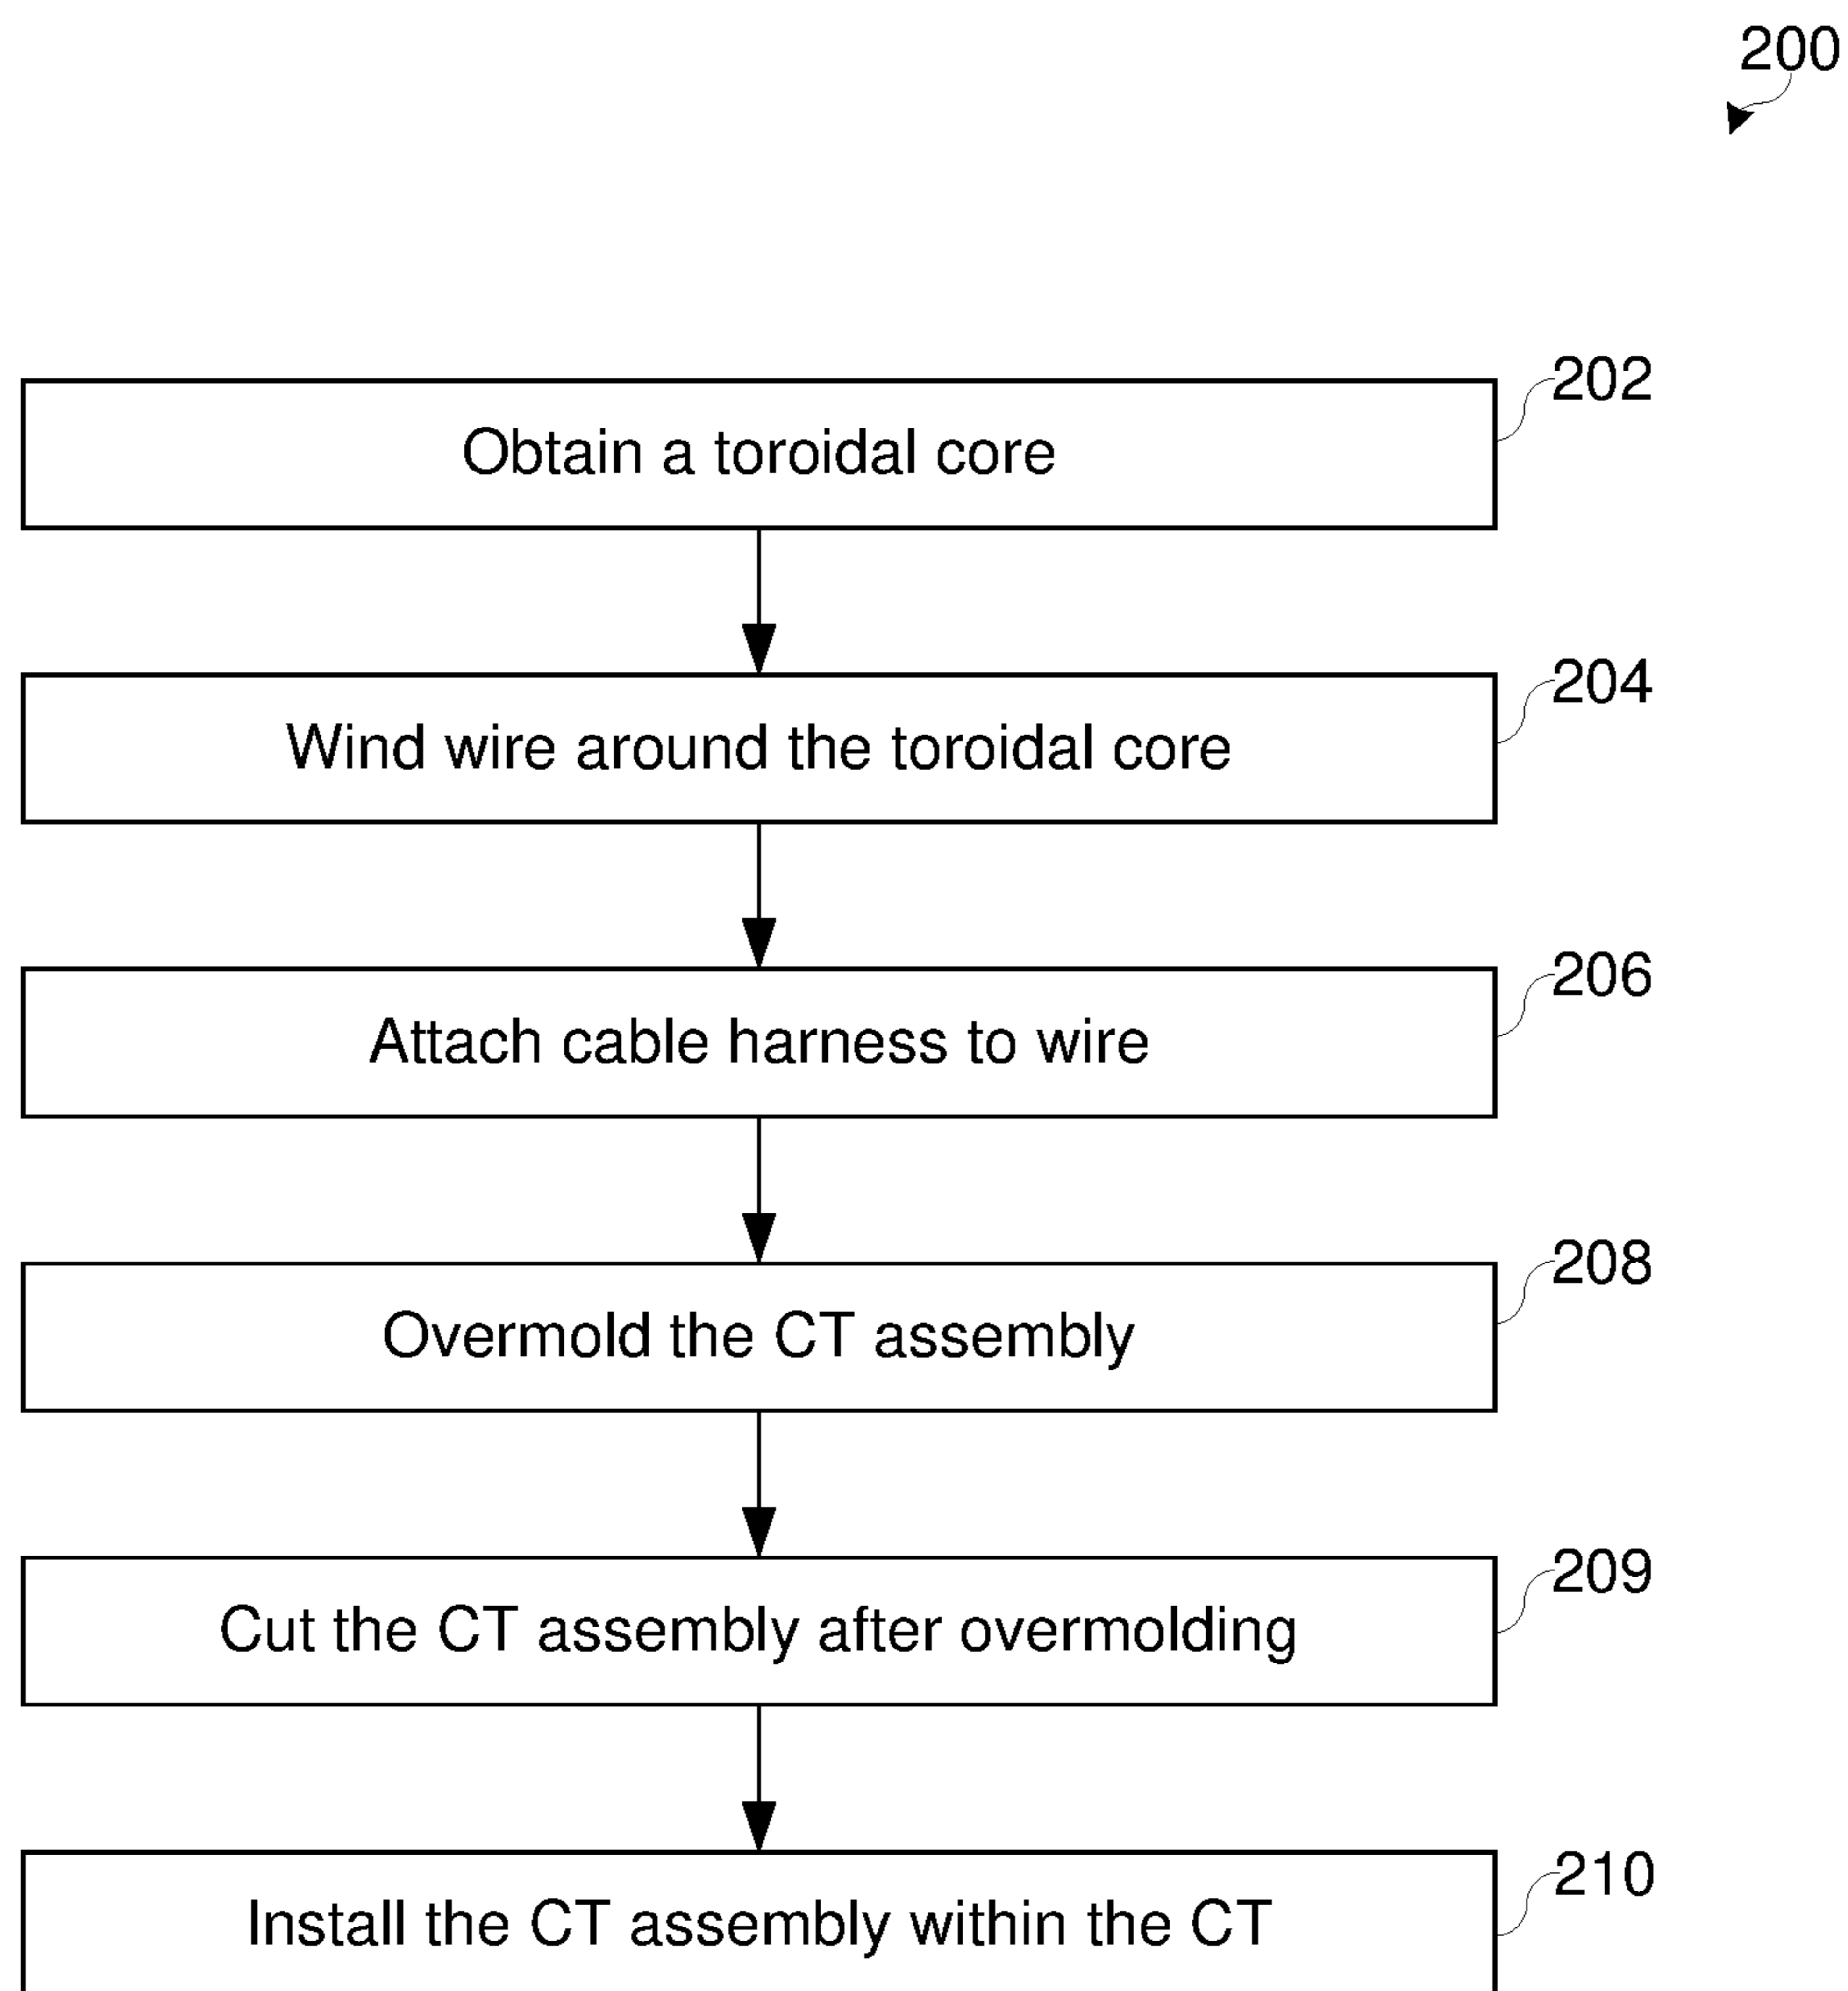 200
202
Obtain a toroidal core
204
Wind wire around the toroidal core
206
Attach cable harness to wire
208
Overmold the CT assembly
209
Cut the CT assembly after overmolding
210
Install the CT assembly within the CT